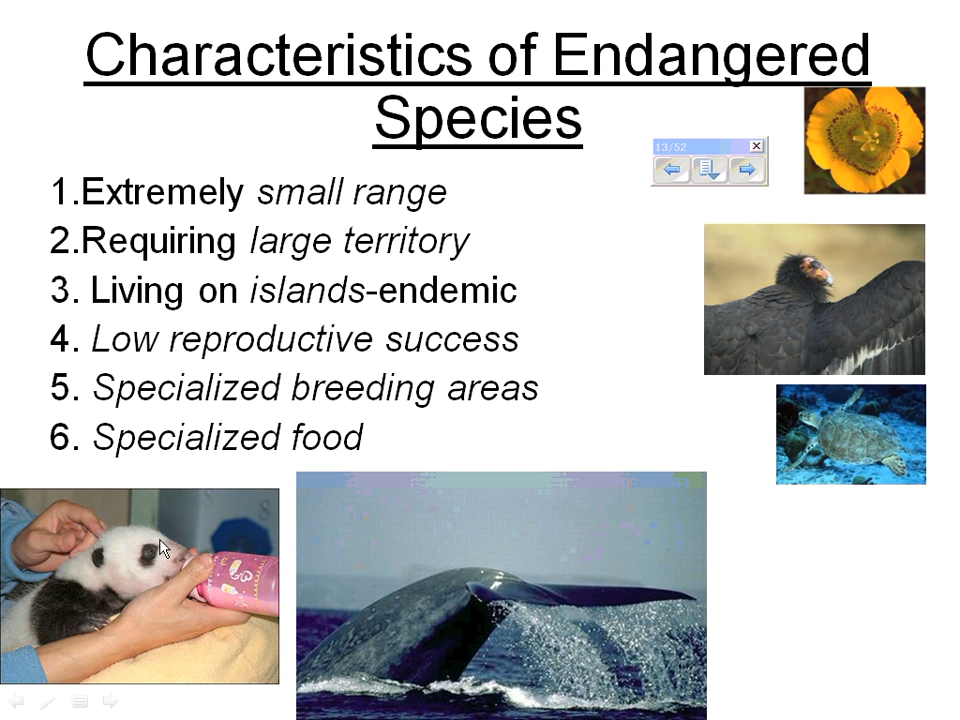 Characteristics of Endangered
Species
13/52
1.Extremely small range
2.Requiring large territory
3. Living on islands-endemic
4. Low reproductive success
5. Specialized breeding areas
6. Specialized food